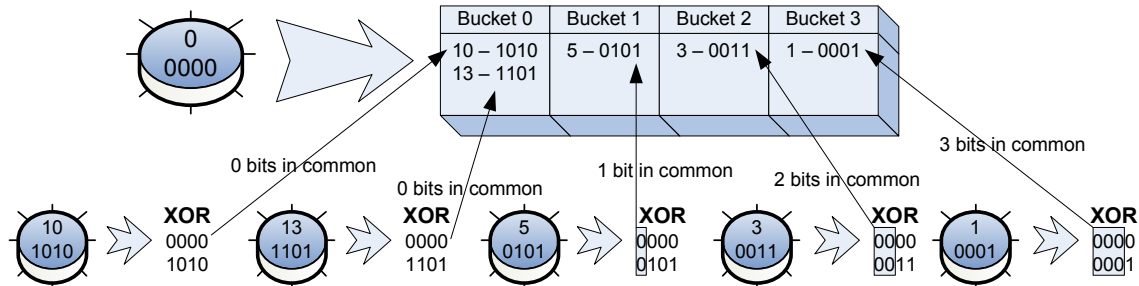 0
0000
Bucket 0
Bucket 1
Bucket 2
Bucket 3
10 – 1010
13 – 1101
5 – 0101
3 – 0011
1 – 0001
0 bits in common
0 bits in common
1 bit in common
2 bits in common
3 bits in common
10
1010
XOR
0000
1010
13
1101
XOR
0000
1101
5
0101
XOR
0000
0101
3
0011
XOR
0000
0011
1
0001
XOR
0000
0001